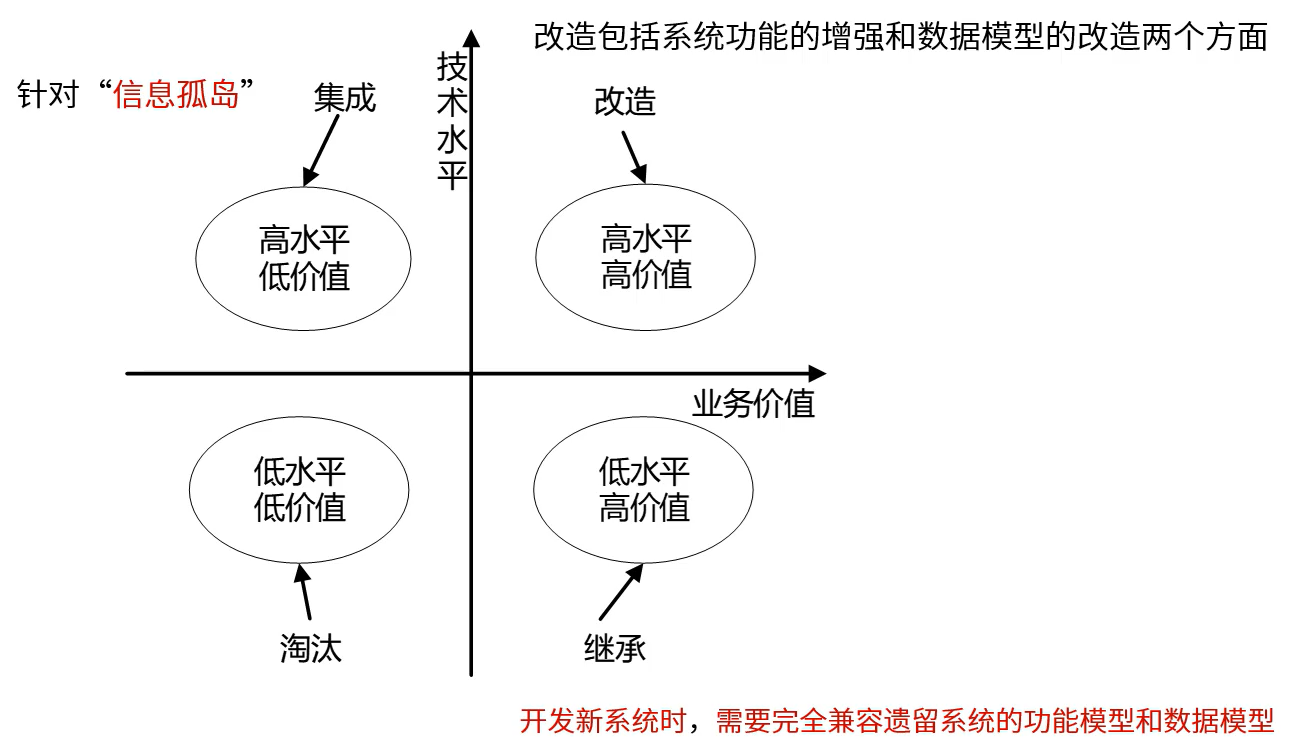 改造包括系统功能的增强和数据模型的改造两个方面
针对“信息孤岛”
集成
技术水平
改造
高水平
低价值
高水平
高价值
业务价值
低水平
低价值
低水平
高价值
淘汰
继承
开发新系统时，需要完全兼容遗留系统的功能模型和数据模型